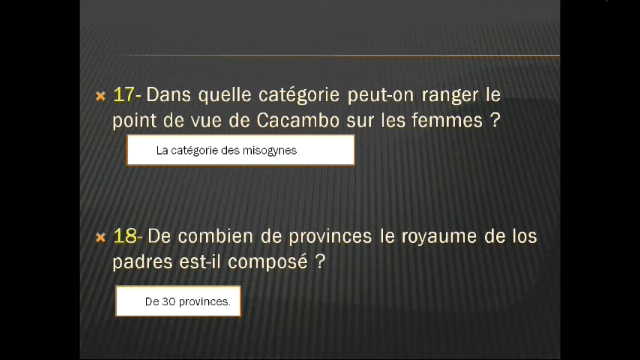 17- Dans quelle catégorie peut-on ranger le
point de vue de Cacambo sur les femmes ?
La catégorie des misogynes
18- De combien de provinces le royaume de los
padres est-il composé ?
De 30 provinces.